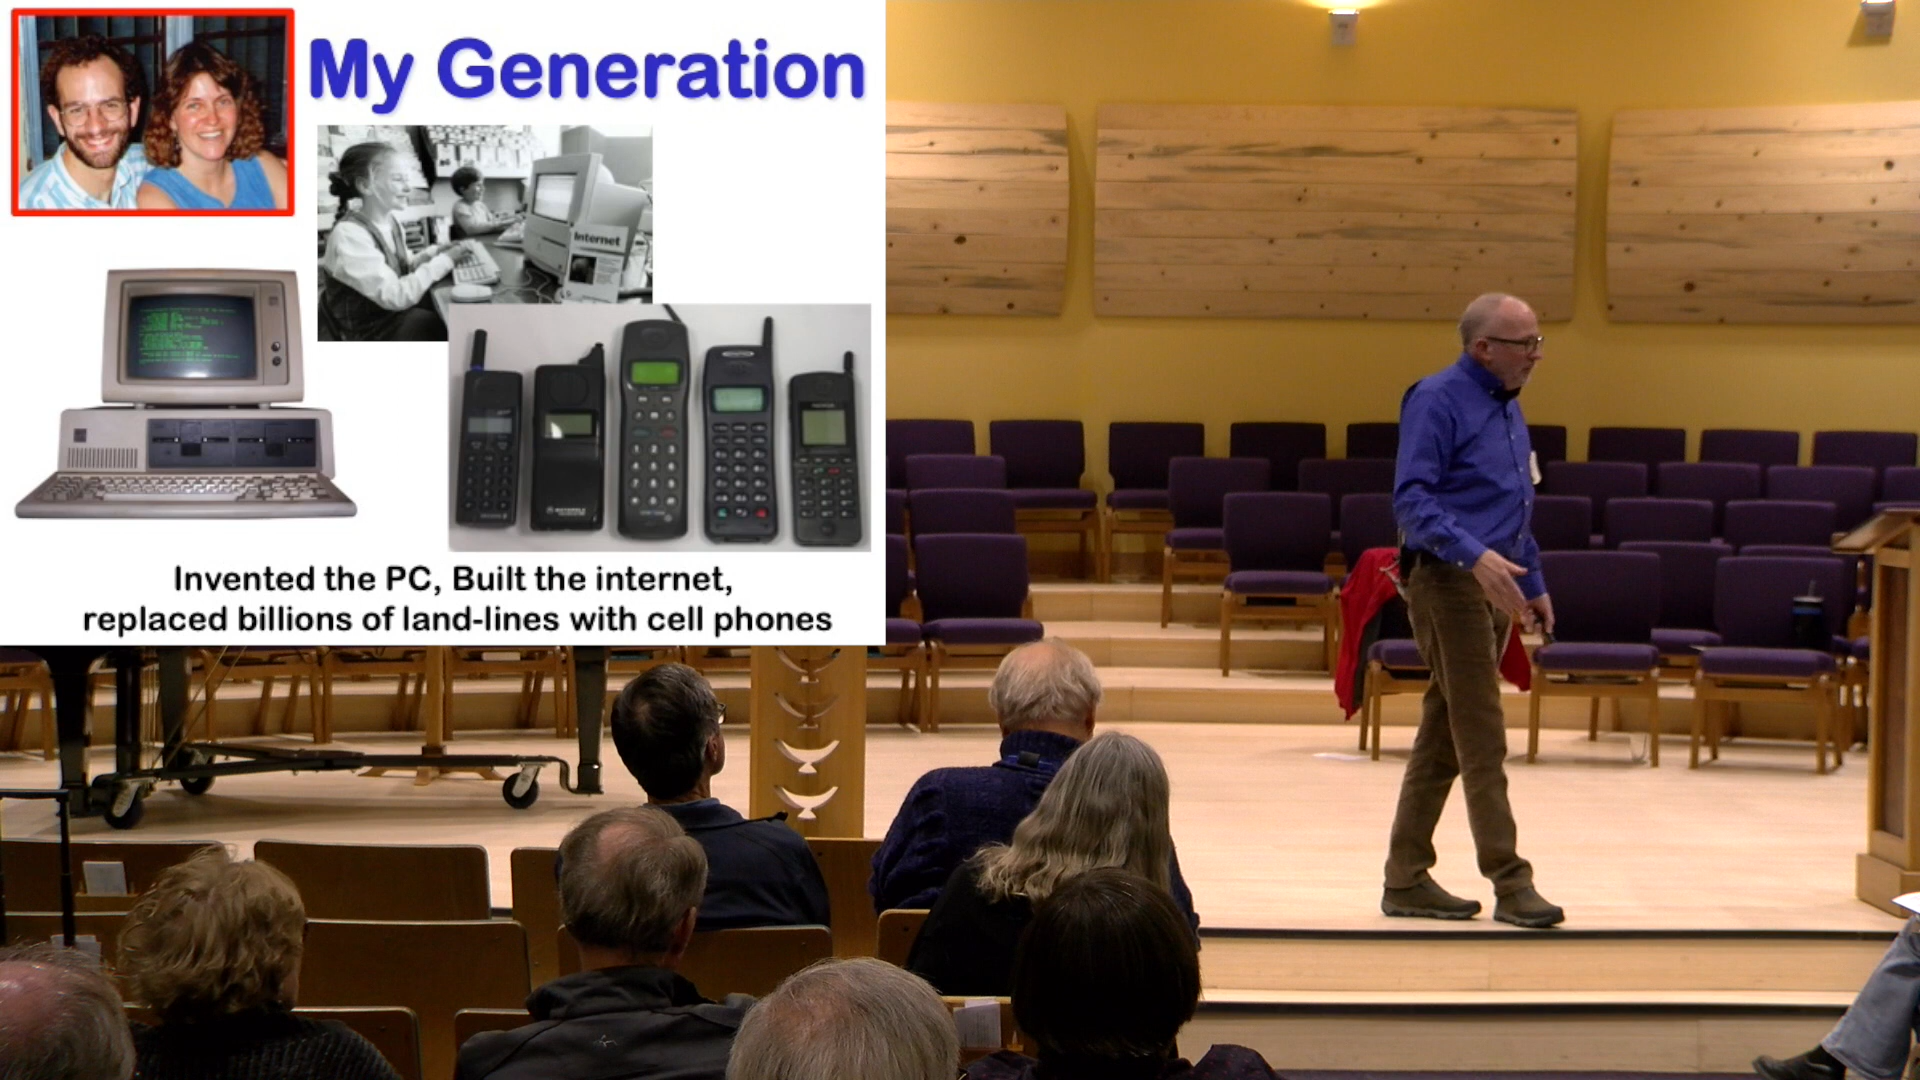 My Generation
Internet
Invented the PC, Built the internet,
replaced billions of land-lines with cell phones